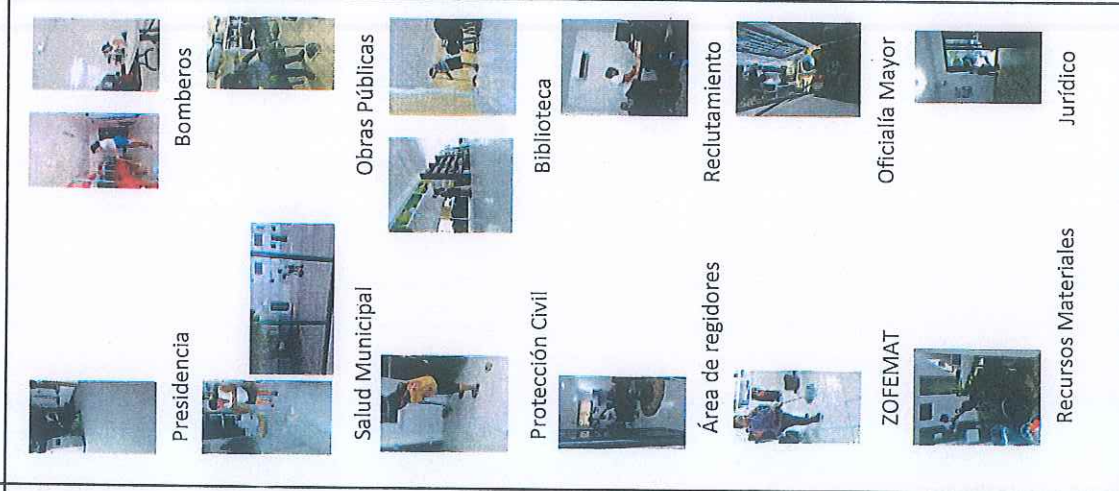 Presidencia Bomberos
Salud Municipal Obras Públicas
Protección Civil Biblioteca
Área de regidores Reclutamiento
ZOFEMAT Oficialía Mayor
Recursos Materiales Jurídico